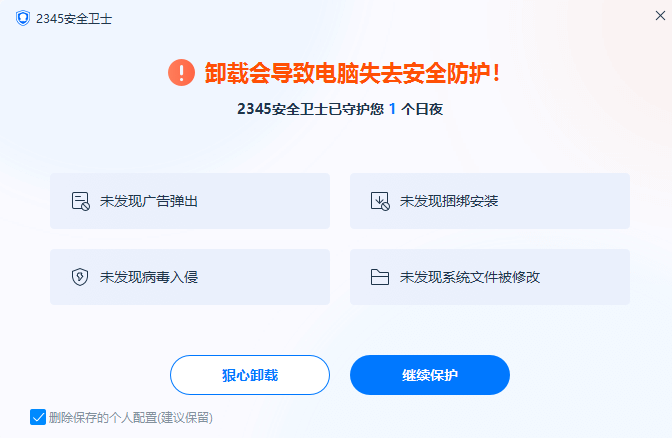 2345安全卫士
卸载会导致电脑失去安全防护!
2345安全卫士已守护您 1 个日夜
未发现广告弹出
未发现捆绑安装
未发现病毒入侵
未发现系统文件被修改
狠心卸载
继续保护
删除保存的个人配置(建议保留)